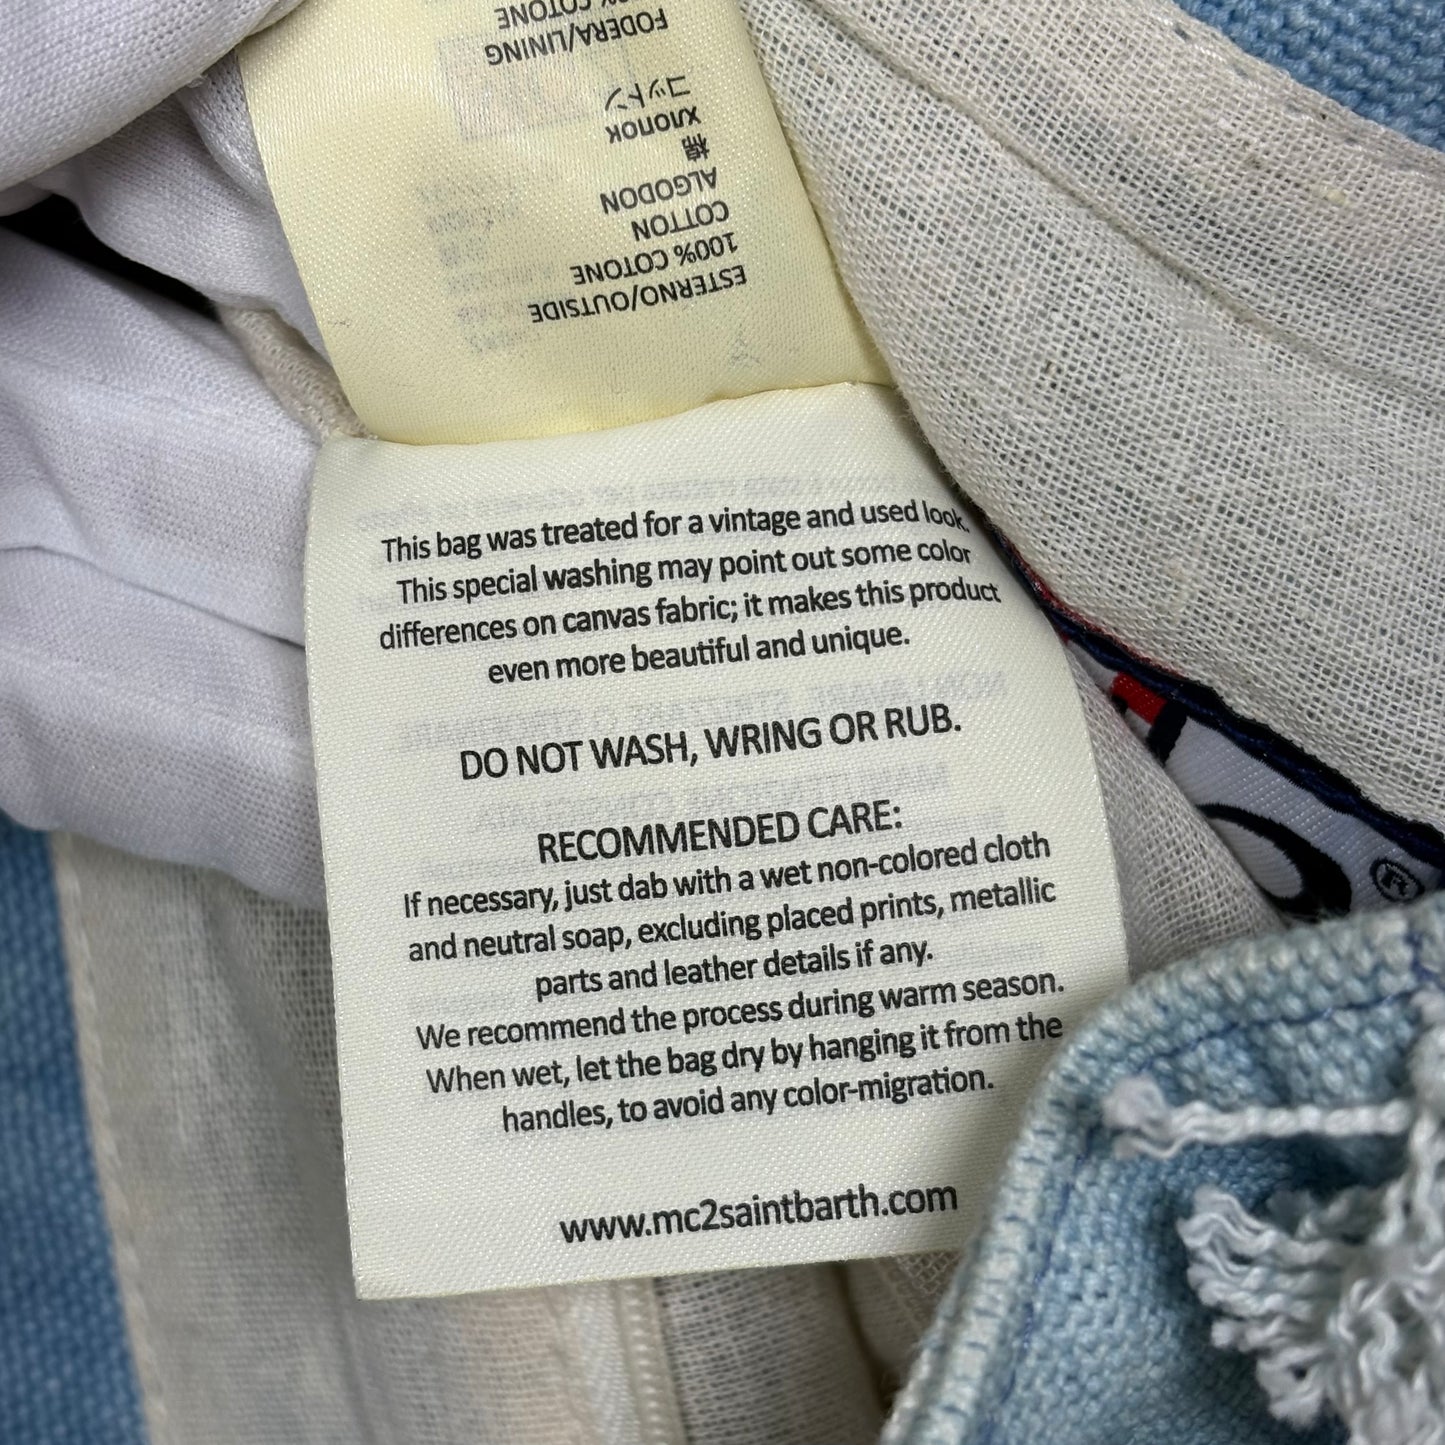 ESTERNO/OUTSIDE
100% COTONE
COTTON
ALGODON
棉
ХЛОПОК
コットン
FODERA/LINING
% COTONE
This bag was treated for a vintage and used look.
This special washing may point out some color
differences on canvas fabric; it makes this product
even more beautiful and unique.
DO NOT WASH, WRING OR RUB.
RECOMMENDED CARE:
If necessary, just dab with a wet non-colored cloth
and neutral soap, excluding placed prints, metallic
parts and leather details if any.
We recommend the process during warm season.
When wet, let the bag dry by hanging it from the
handles, to avoid any color-migration.
www.mc2saintbarth.com
®